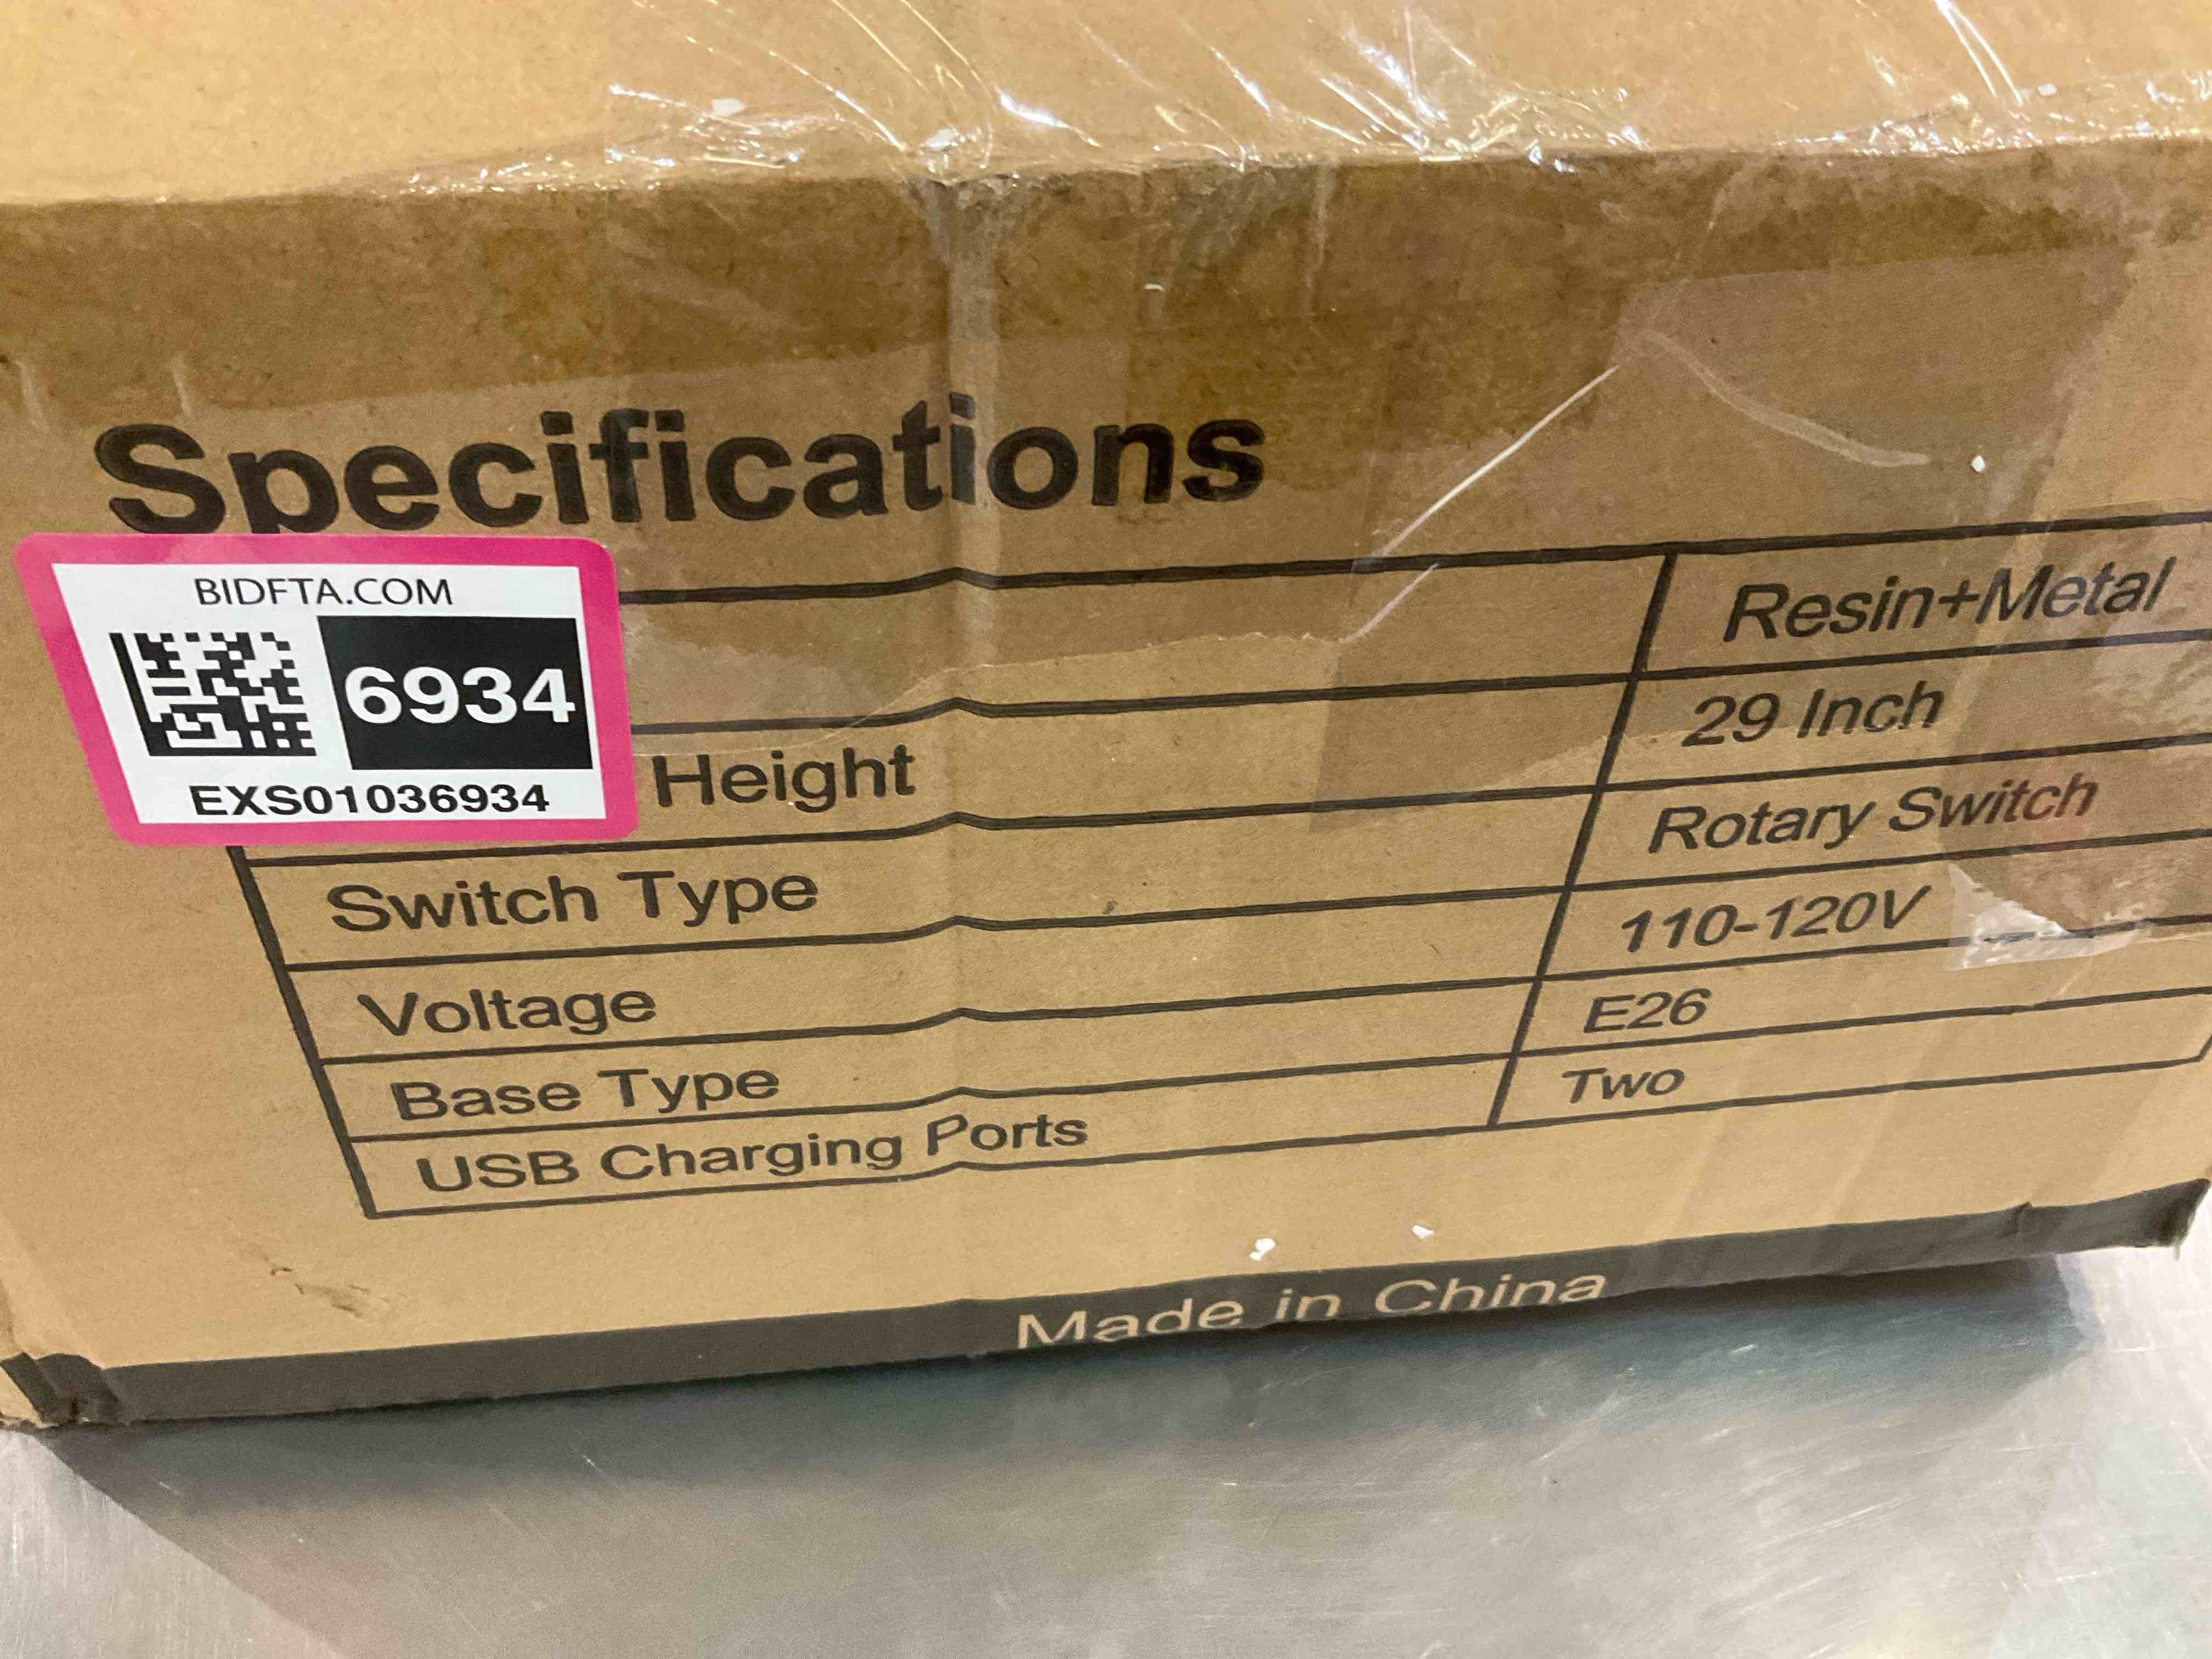 Specifications
BIDFTA.COM
6934
EXS01036934
Resin+Metal
Height 29 Inch
Switch Type Rotary Switch
Voltage 110-120V
Base Type E26
USB Charging Ports Two
Made in China